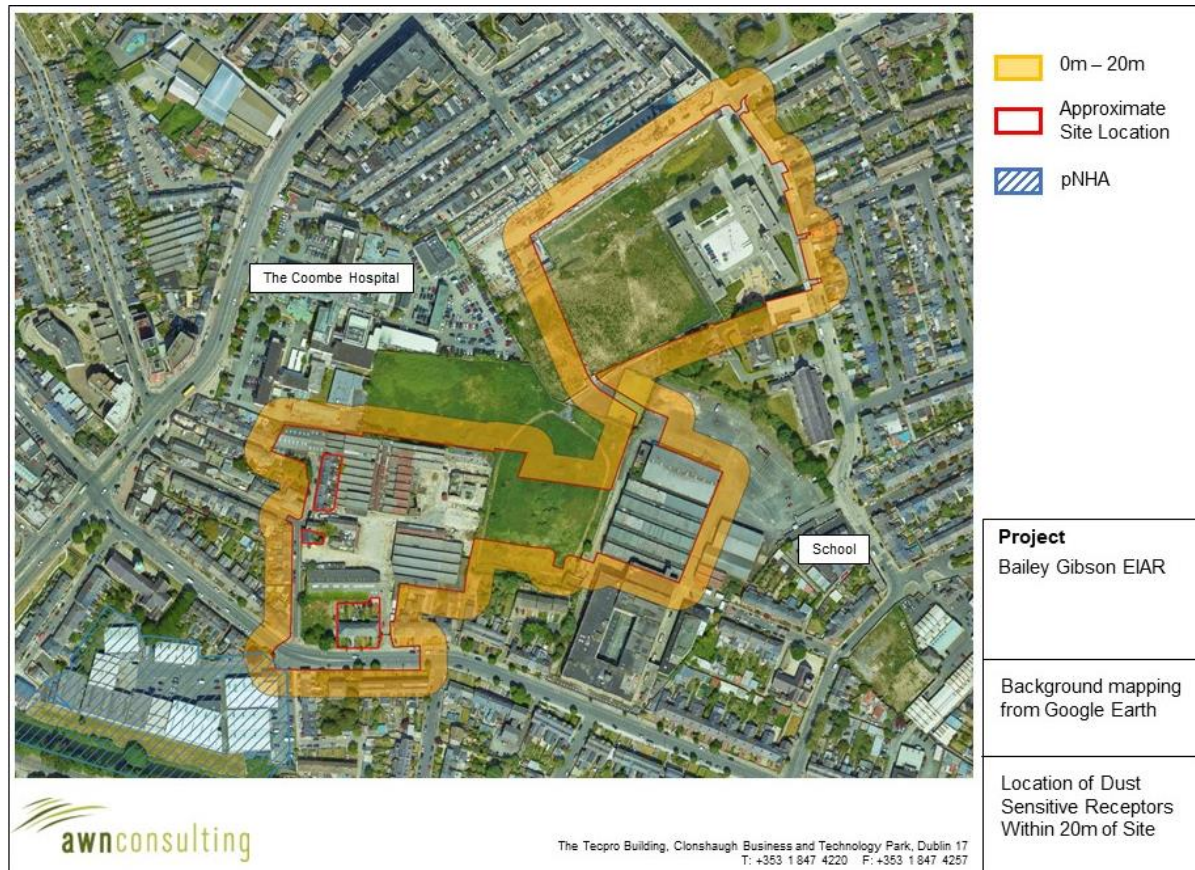 0m – 20m
Approximate
Site Location
pNHA
The Coombe Hospital
School
Project
Bailey Gibson EIAR
Background mapping
from Google Earth
Location of Dust
Sensitive Receptors
Within 20m of Site
awnconsulting
The Tecpro Building, Clonshaugh Business and Technology Park, Dublin 17
T: +353 1 847 4220 F: +353 1 847 4257